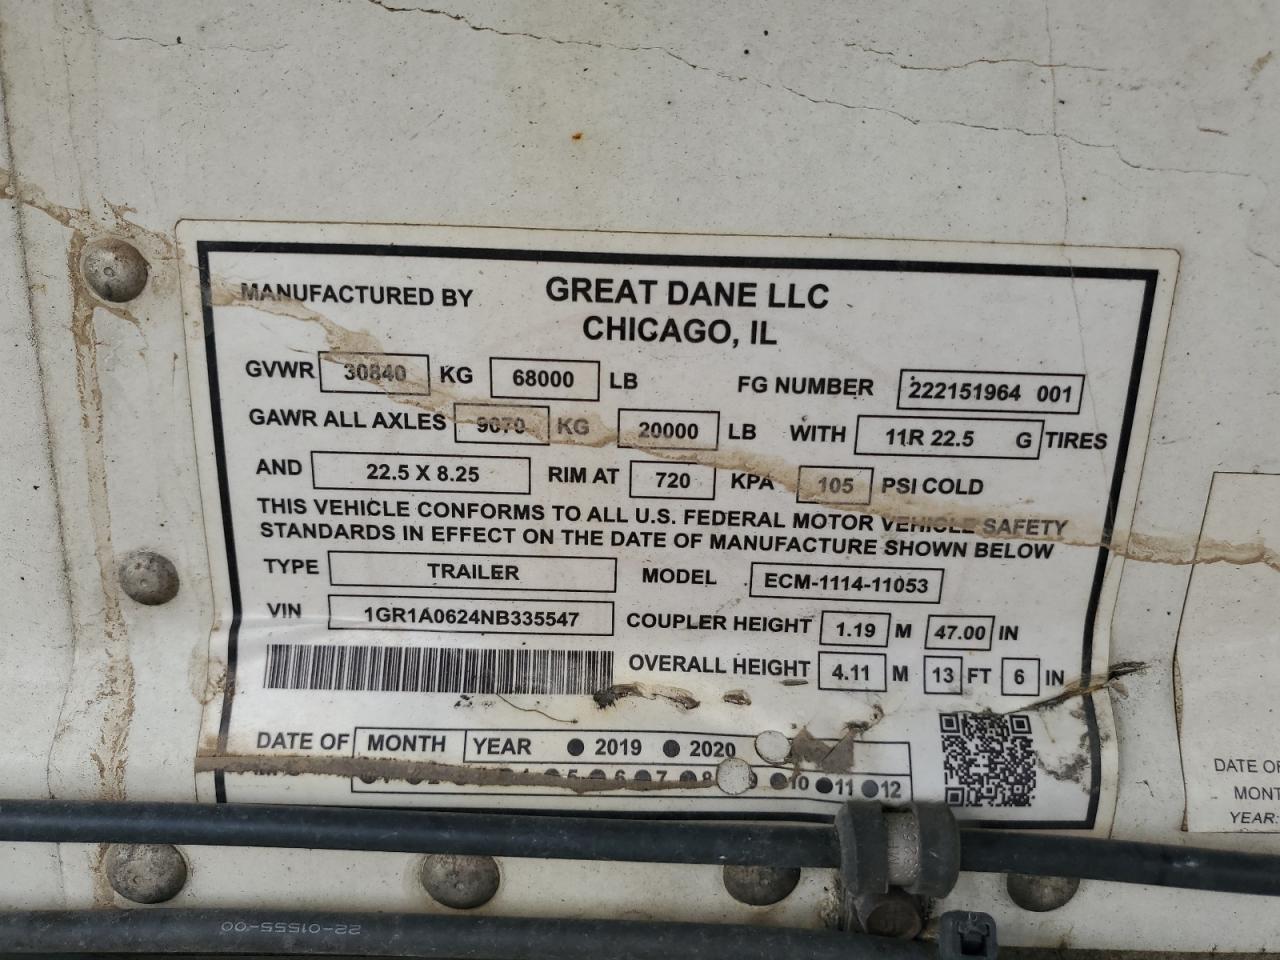 MANUFACTURED BY GREAT DANE LLC
CHICAGO, IL
GVWR 30840 KG 68000 LB FG NUMBER 222151964 001
GAWR ALL AXLES 9070 KG 20000 LB WITH 11R 22.5 G TIRES
AND 22.5 X 8.25 RIM AT 720 KPA 105 PSI COLD
THIS VEHICLE CONFORMS TO ALL U.S. FEDERAL MOTOR VEHICLE SAFETY
STANDARDS IN EFFECT ON THE DATE OF MANUFACTURE SHOWN BELOW
TYPE TRAILER MODEL ECM-1114-11053
VIN 1GR1A0624NB335547 COUPLER HEIGHT 1.19 M 47.00 IN
OVERALL HEIGHT 4.11 M 13 FT 6 IN
DATE OF MONTH YEAR 2019 2020
5 6 7 8 9 10 11 12
DATE OF
MONT
YEAR:
22-01555-00